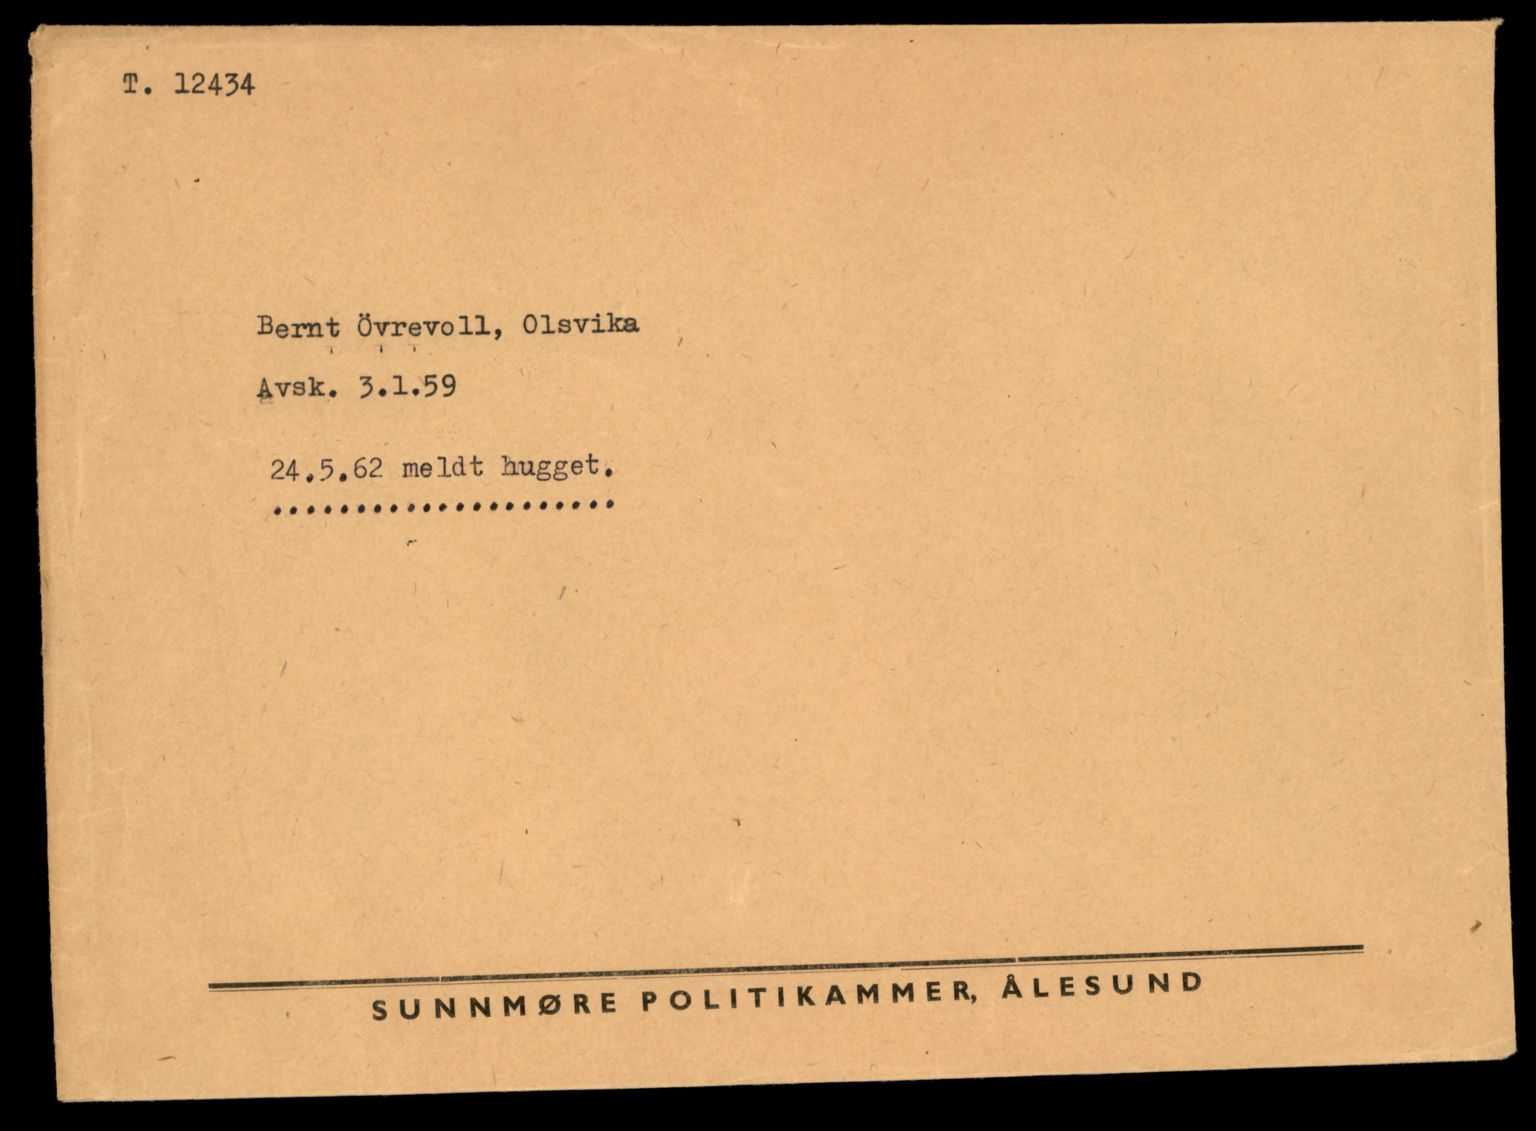 T. 12434
Bernt Övrevoll, Olsvika
Avsk. 3.1.59
24.5.62 meldt hugget.
.....................
SUNNMØRE POLITIKAMMER, ÅLESUND